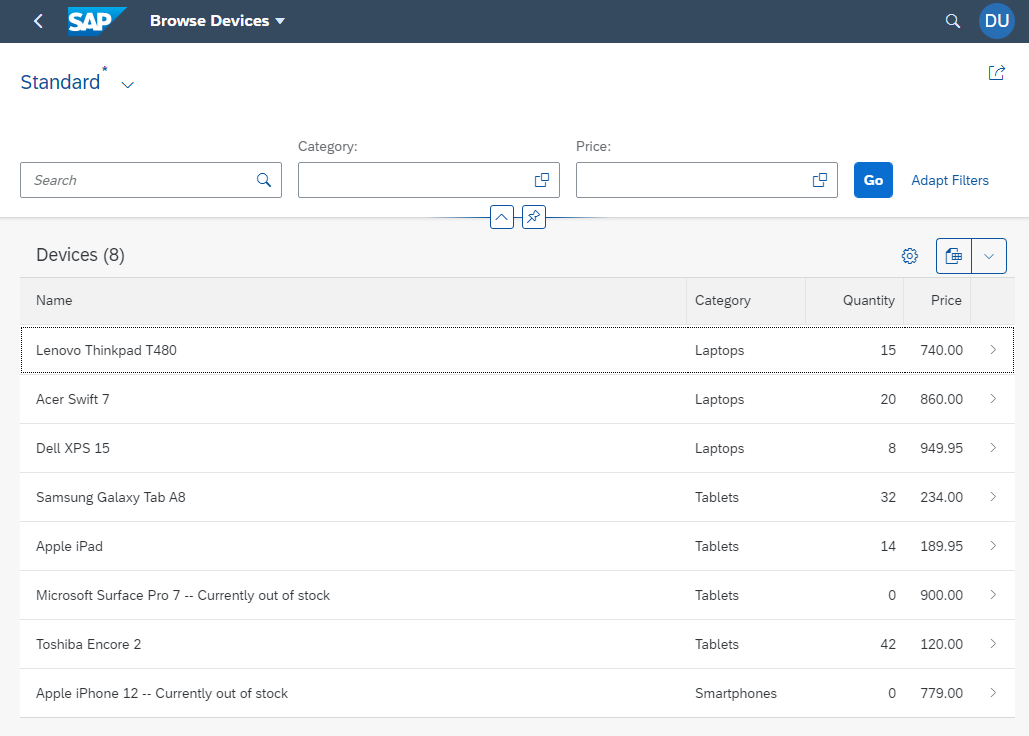 SAP Browse Devices DU
Standard*
Category: Price:
Search Go Adapt Filters
Devices (8)
Name Category Quantity Price
Lenovo Thinkpad T480 Laptops 15 740.00
Acer Swift 7 Laptops 20 860.00
Dell XPS 15 Laptops 8 949.95
Samsung Galaxy Tab A8 Tablets 32 234.00
Apple iPad Tablets 14 189.95
Microsoft Surface Pro 7 -- Currently out of stock Tablets 0 900.00
Toshiba Encore 2 Tablets 42 120.00
Apple iPhone 12 -- Currently out of stock Smartphones 0 779.00